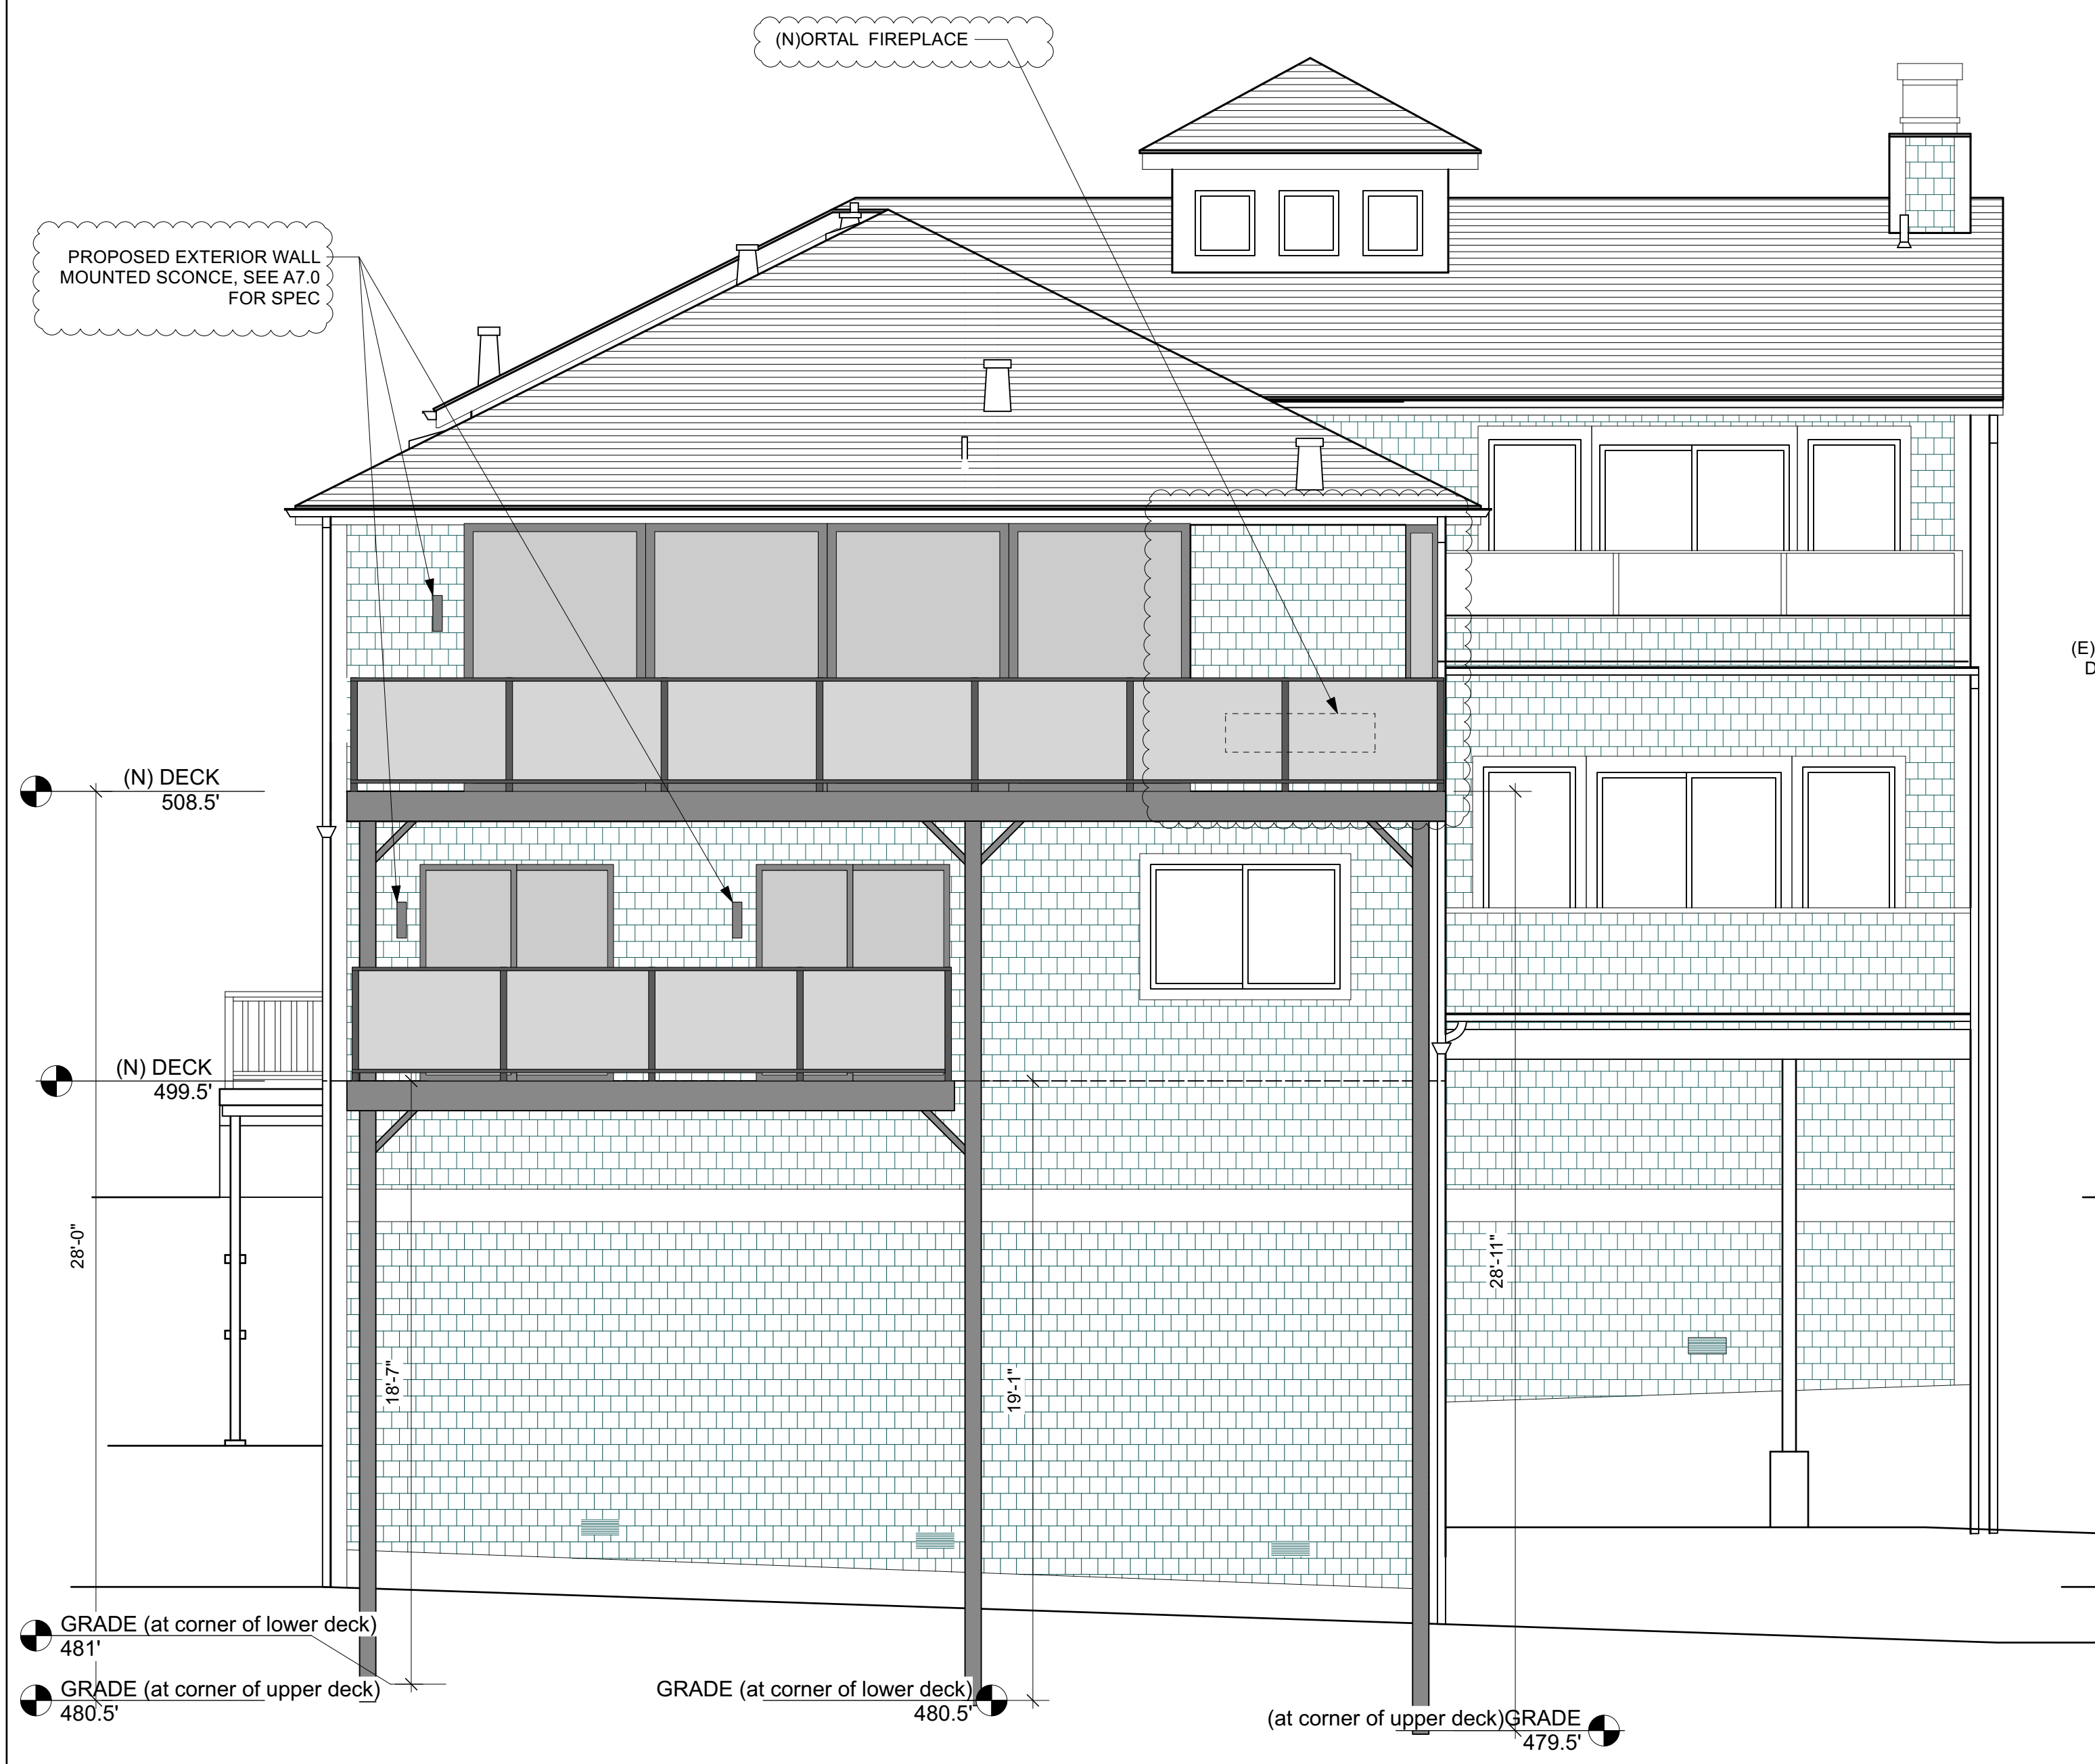 (N)ORTAL FIREPLACE
PROPOSED EXTERIOR WALL
MOUNTED SCONCE, SEE A7.0
FOR SPEC
(E)
D
(N) DECK
508.5'
(N) DECK
499.5'
28'-0"
28'-11"
18'-7"
19'-1"
GRADE (at corner of lower deck)
481'
GRADE (at corner of upper deck)
480.5'
GRADE (at corner of lower deck)
480.5'
(at corner of upper deck)GRADE
479.5'